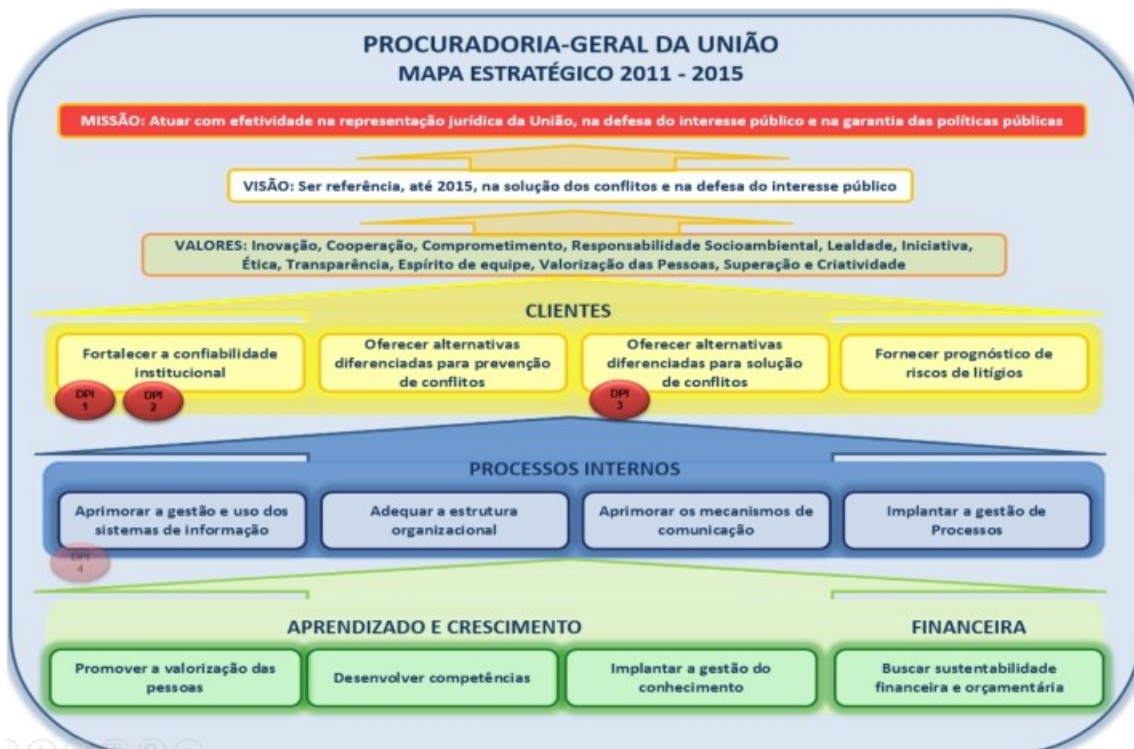 PROCURADORIA-GERAL DA UNIÃO
MAPA ESTRATÉGICO 2011 - 2015
MISSÃO: Atuar com efetividade na representação jurídica da União, na defesa do interesse público e na garantia das políticas públicas
VISÃO: Ser referência, até 2015, na solução dos conflitos e na defesa do interesse público
VALORES: Inovação, Cooperação, Comprometimento, Responsabilidade Socioambiental, Lealdade, Iniciativa,
Ética, Transparência, Espírito de equipe, Valorização das Pessoas, Superação e Criatividade
CLIENTES
Fortalecer a confiabilidade
institucional
DPI
1
DPI
2
Oferecer alternativas
diferenciadas para prevenção
de conflitos
Oferecer alternativas
diferenciadas para solução
de conflitos
DPI
3
Fornecer prognóstico de
riscos de litígios
PROCESSOS INTERNOS
Aprimorar a gestão e uso dos
sistemas de informação
DPI
4
Adequar a estrutura
organizacional
Aprimorar os mecanismos de
comunicação
Implantar a gestão de
Processos
APRENDIZADO E CRESCIMENTO
Promover a valorização das
pessoas
Desenvolver competências
Implantar a gestão do
conhecimento
FINANCEIRA
Buscar sustentabilidade
financeira e orçamentária